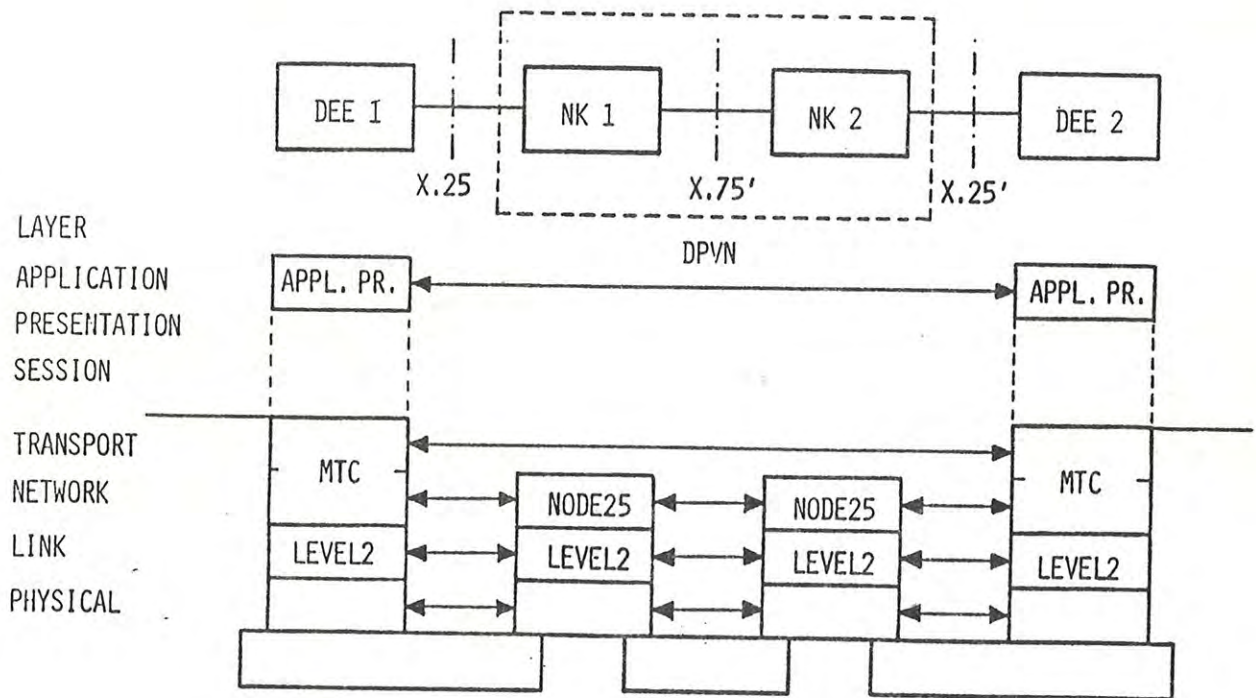 DEE 1
NK 1
NK 2
DEE 2
X.25
X.75'
X.25'
DPVN
LAYER
APPLICATION
APPL. PR.
APPL. PR.
PRESENTATION
SESSION
TRANSPORT
MTC
MTC
NETWORK
NODE25
NODE25
LINK
LEVEL2
LEVEL2
LEVEL2
LEVEL2
PHYSICAL